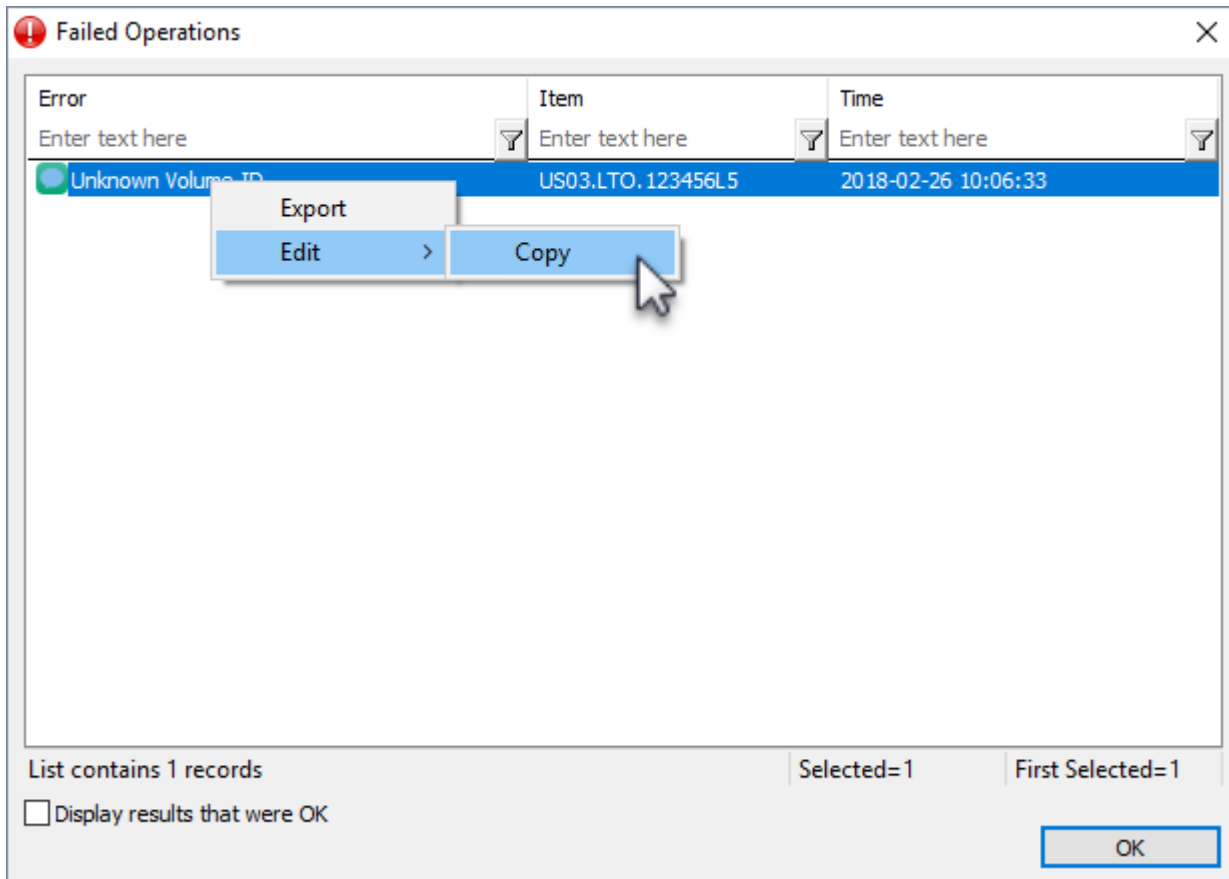 Failed Operations
Error Item Time
Enter text here Enter text here Enter text here
Unknown Volume ID US03.LTO.123456L5 2018-02-26 10:06:33
Export
Edit > Copy
List contains 1 records Selected=1 First Selected=1
Display results that were OK
OK